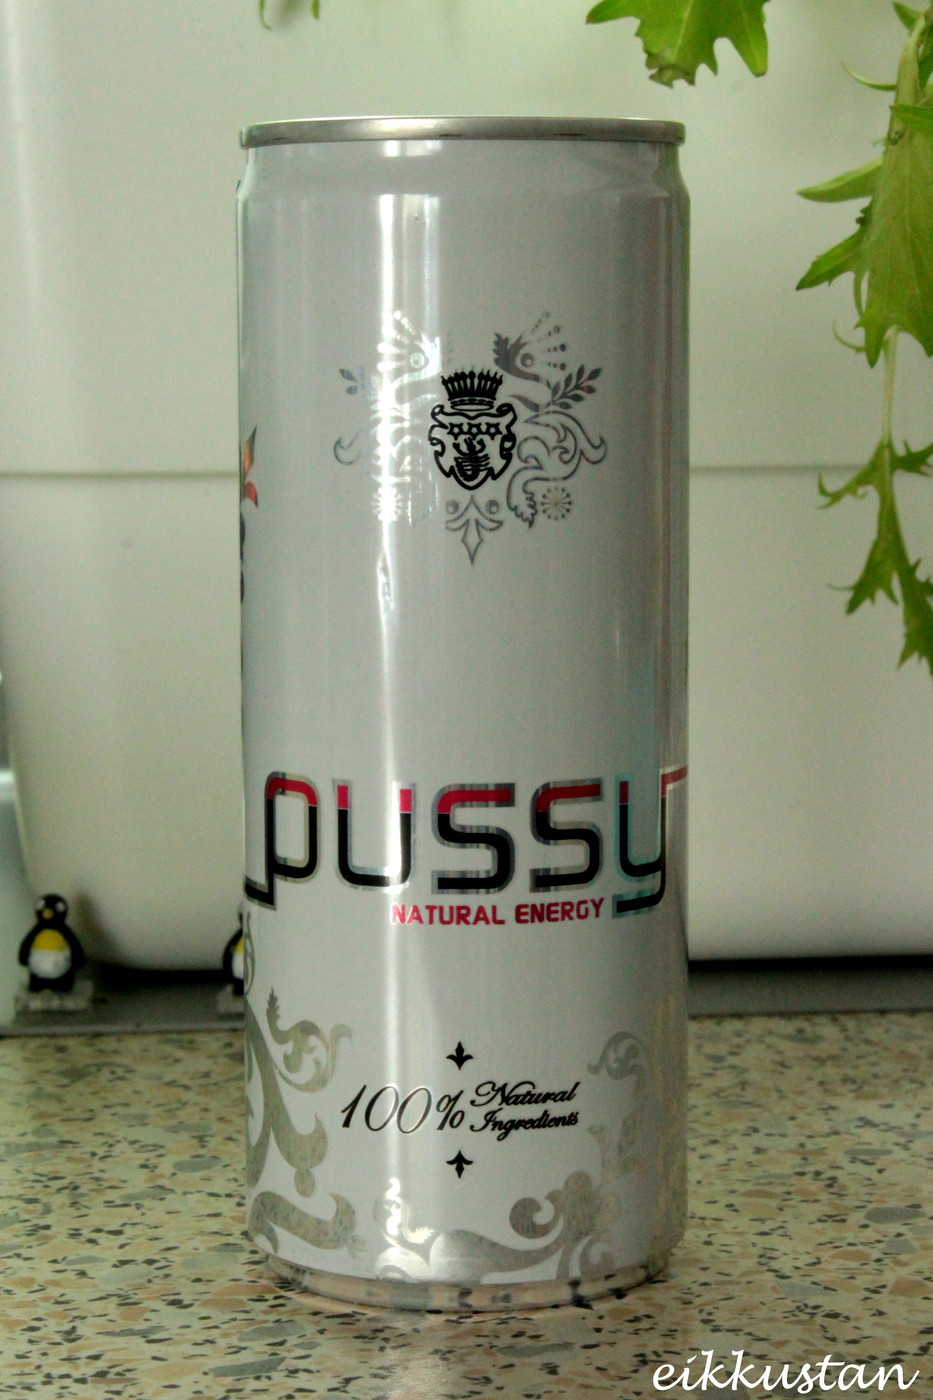 pussy
NATURAL ENERGY
100% Natural
Ingredients
eikkustan